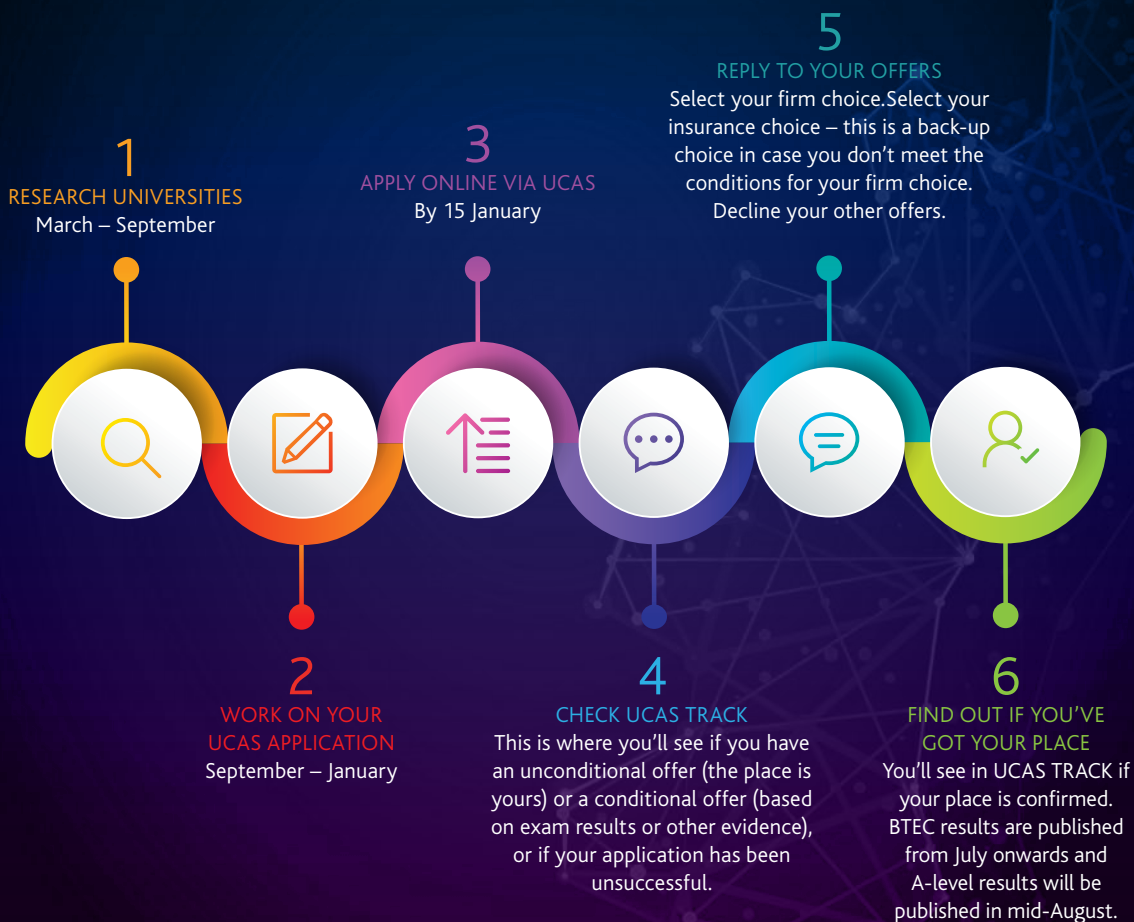 1
RESEARCH UNIVERSITIES
March – September
2
WORK ON YOUR
UCAS APPLICATION
September – January
3
APPLY ONLINE VIA UCAS
By 15 January
4
CHECK UCAS TRACK
This is where you'll see if you have
an unconditional offer (the place is
yours) or a conditional offer (based
on exam results or other evidence),
or if your application has been
unsuccessful.
5
REPLY TO YOUR OFFERS
Select your firm choice.Select your
insurance choice – this is a back-up
choice in case you don't meet the
conditions for your firm choice.
Decline your other offers.
6
FIND OUT IF YOU'VE
GOT YOUR PLACE
You'll see in UCAS TRACK if
your place is confirmed.
BTEC results are published
from July onwards and
A-level results will be
published in mid-August.